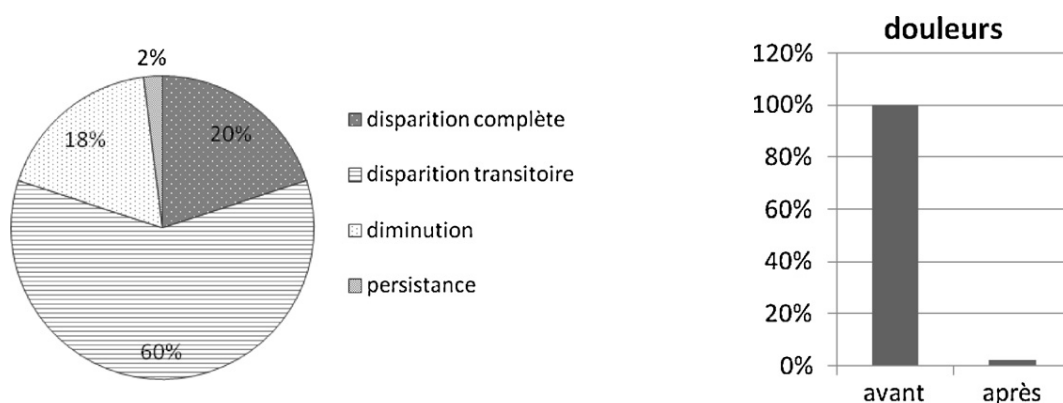 2%
20%
18%
60%
disparition complète
disparition transitoire
diminution
persistance
douleurs
120%
100%
80%
60%
40%
20%
0%
avant après